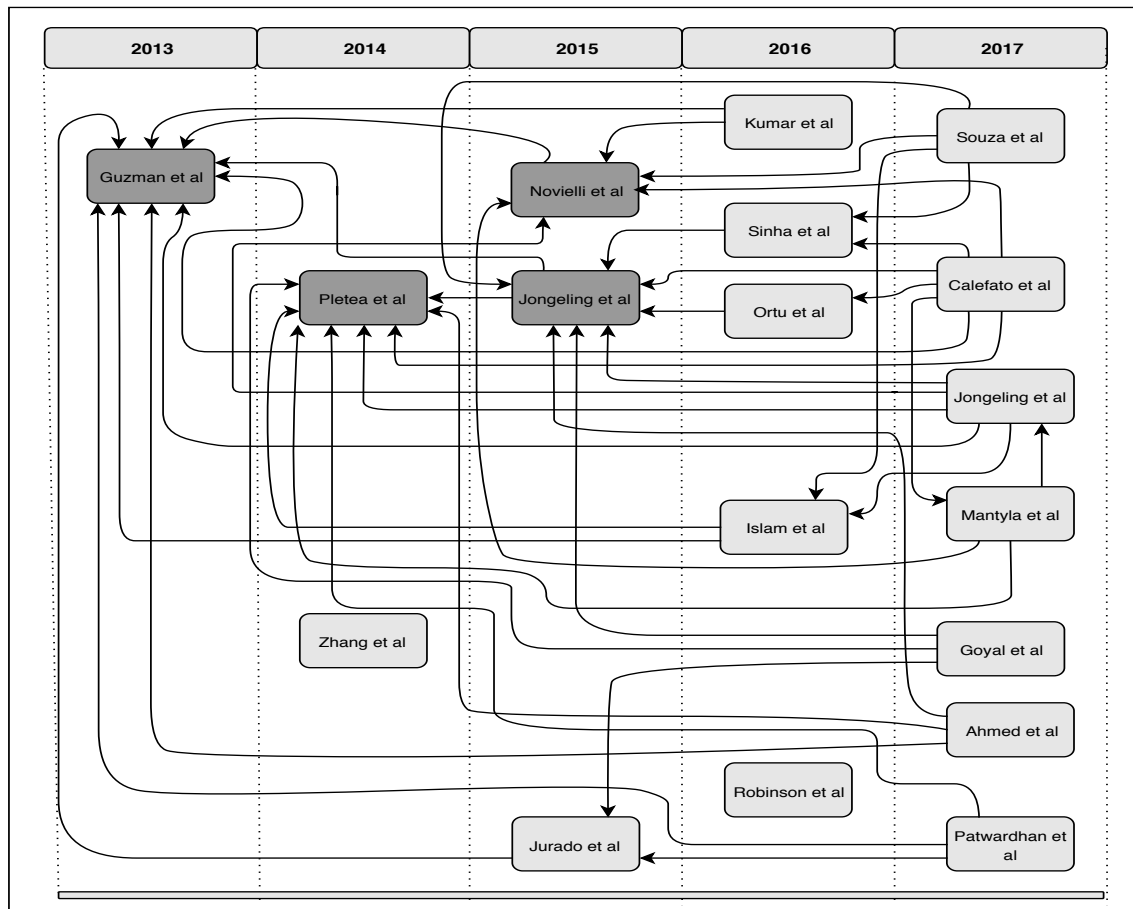 2013
2014
2015
2016
2017
Kumar et al
Souza et al
Guzman et al
Novielli et al
Sinha et al
Calefato et al
Pletea et al
Jongeling et al
Ortu et al
Jongeling et al
Islam et al
Mantyla et al
Zhang et al
Goyal et al
Ahmed et al
Robinson et al
Jurado et al
Patwardhan et
al